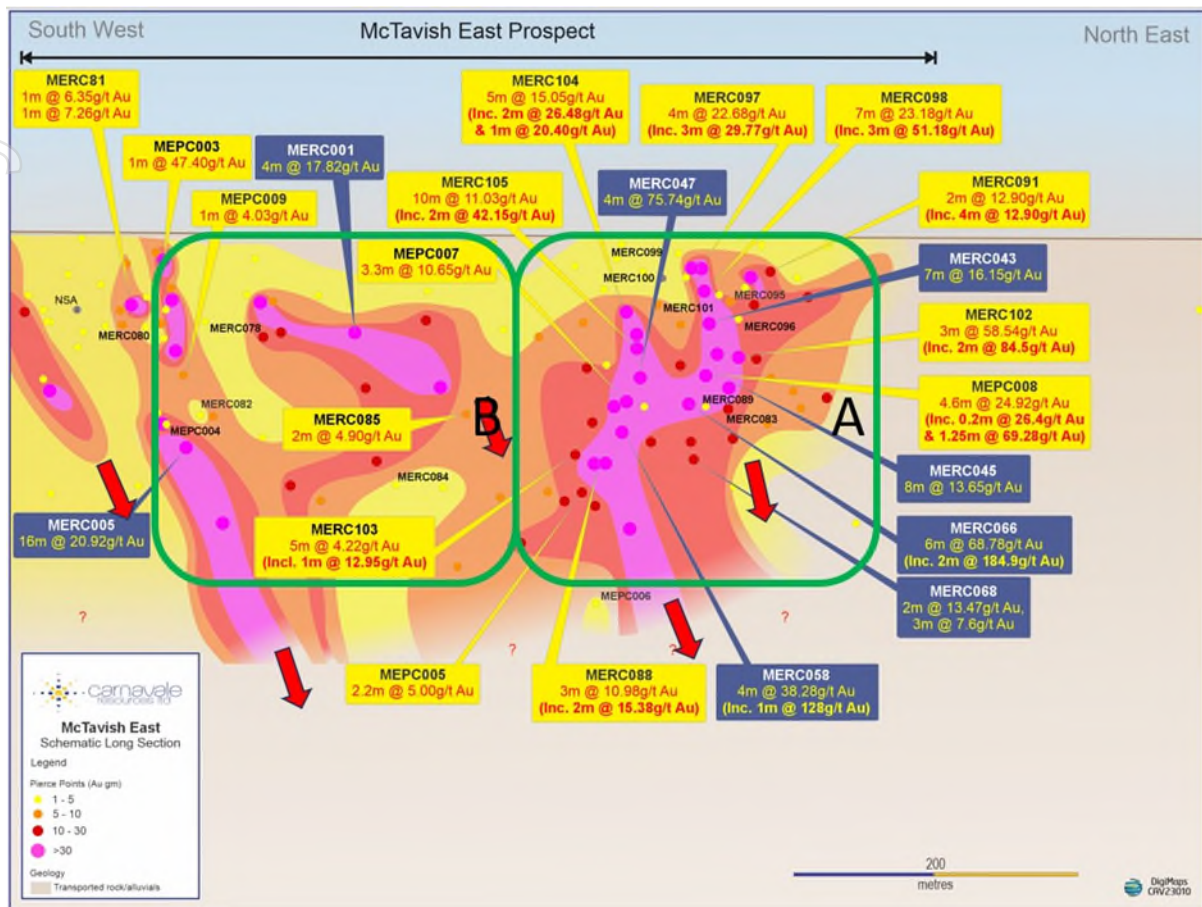 South West
McTavish East Prospect
North East
MERC81
1m @ 6.35g/t Au
1m @ 7.26g/t Au
MEPC003
1m @ 47.40g/t Au
MEPC009
1m @ 4.03g/t Au
MERC001
4m @ 17.82g/t Au
MERC104
5m @ 15.05g/t Au
(Inc. 2m @ 26.48g/t Au
& 1m @ 20.40g/t Au)
MERC097
4m @ 22.68g/t Au
(Inc. 3m @ 29.77g/t Au)
MERC098
7m @ 23.18g/t Au
(Inc. 3m @ 51.18g/t Au)
MERC105
10m @ 11.03g/t Au
(Inc. 2m @ 42.15g/t Au)
MERC047
4m @ 75.74g/t Au
MERC091
2m @ 12.90g/t Au
(Inc. 4m @ 12.90g/t Au)
MEPC007
3.3m @ 10.65g/t Au
MERC099
MERC100
MERC043
7m @ 16.15g/t Au
NSA
MERC080
MERC078
MERC101
MERC095
MERC096
MERC102
3m @ 58.54g/t Au
(Inc. 2m @ 84.5g/t Au)
MERC082
MEPC004
MERC085
2m @ 4.90g/t Au
B
MERC089
MERC083
A
MEPC008
4.6m @ 24.92g/t Au
(Inc. 0.2m @ 26.4g/t Au
& 1.25m @ 69.28g/t Au)
MERC084
MERC045
8m @ 13.65g/t Au
MERC005
16m @ 20.92g/t Au
MERC103
5m @ 4.22g/t Au
(Incl. 1m @ 12.95g/t Au)
MERC066
6m @ 68.78g/t Au
(Inc. 2m @ 184.9g/t Au)
MEPC006
MERC068
2m @ 13.47g/t Au,
3m @ 7.6g/t Au
?
?
?
?
MEPC005
2.2m @ 5.00g/t Au
MERC088
3m @ 10.98g/t Au
(Inc. 2m @ 15.38g/t Au)
MERC058
4m @ 38.28g/t Au
(Inc. 1m @ 128g/t Au)
carnavale
resources ltd
McTavish East
Schematic Long Section
Legend
Pierce Points (Au gm)
1 - 5
5 - 10
10 - 30
>30
Geology
Transported rock/alluvials
200
metres
DigiMaps
CRV23010